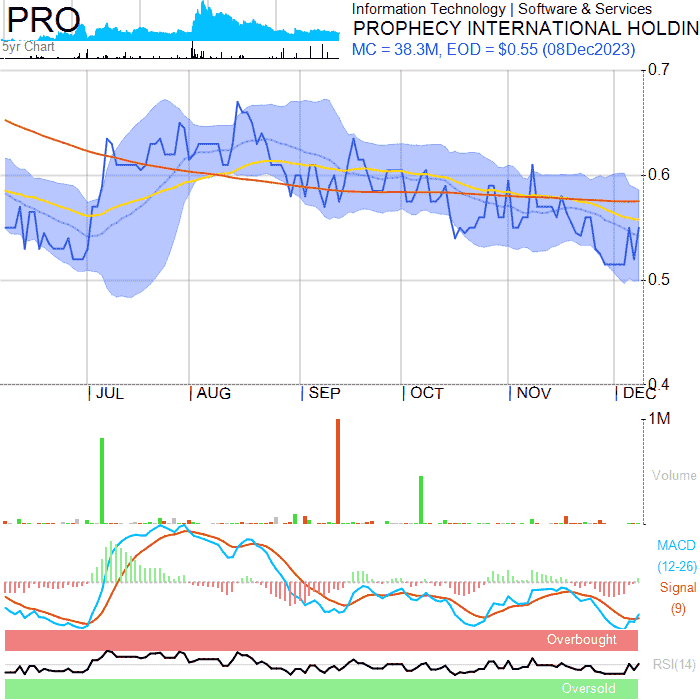 PRO
5yr Chart
Information Technology | Software & Services
PROPHECY INTERNATIONAL HOLDIN
MC = 38.3M, EOD = $0.55 (08Dec2023)
0.7
0.6
0.5
0.4
JUL AUG SEP OCT NOV DEC
1M
Volume
MACD
(12-26)
Signal
(9)
Overbought
RSI(14)
Oversold